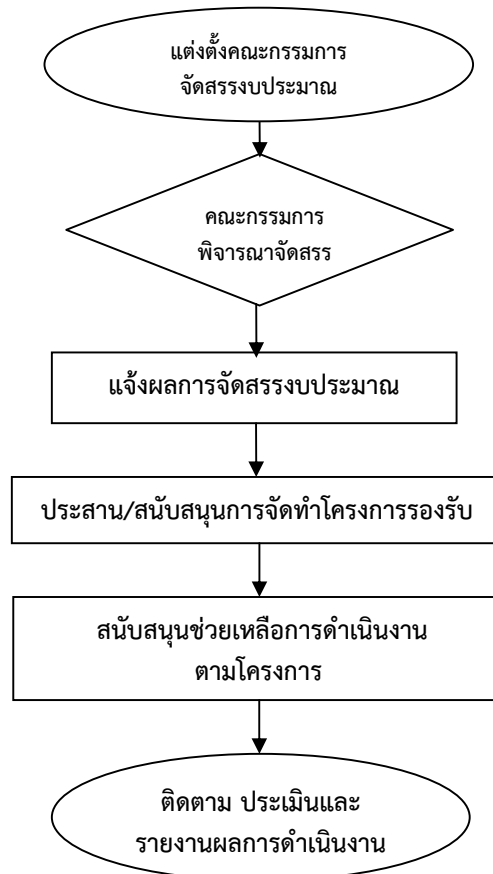 แต่งตั้งคณะกรรมการ
จัดสรรงบประมาณ
คณะกรรมการ
พิจารณาจัดสรร
แจ้งผลการจัดสรรงบประมาณ
ประสาน/สนับสนุนการจัดทำโครงการรองรับ
สนับสนุนช่วยเหลือการดำเนินงาน
ตามโครงการ
ติดตาม ประเมินและ
รายงานผลการดำเนินงาน